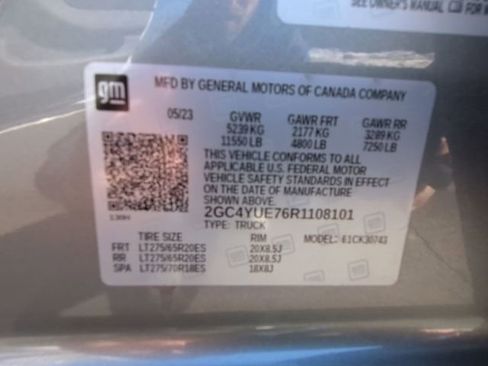 SEE OWNER'S MANUAL
gm
MFD BY GENERAL MOTORS OF CANADA COMPANY
05/23 GVWR GAWR FRT GAWR RR
5239 KG 2177 KG 3289 KG
11550 LB 4800 LB 7250 LB
THIS VEHICLE CONFORMS TO ALL
APPLICABLE U.S. FEDERAL MOTOR
VEHICLE SAFETY STANDARDS IN EFFECT
ON THE DATE OF MANUFACTURE
SHOWN ABOVE.
2GC4YUE76R1108101
TYPE: TRUCK
TIRE SIZE RIM MODEL: 61CK30743
FRT LT275/65R20ES 20X8.5J
RR LT275/65R20ES 20X8.5J
SPA LT275/70R18ES 18X8J